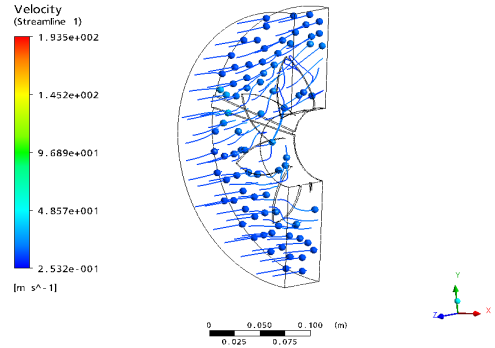 Velocity
(Streamline 1)
1.935e+002
1.452e+002
9.689e+001
4.857e+001
2.532e-001
[m s^-1]
0 0.050 0.100 (m)
0.025 0.075
Y
X
Z